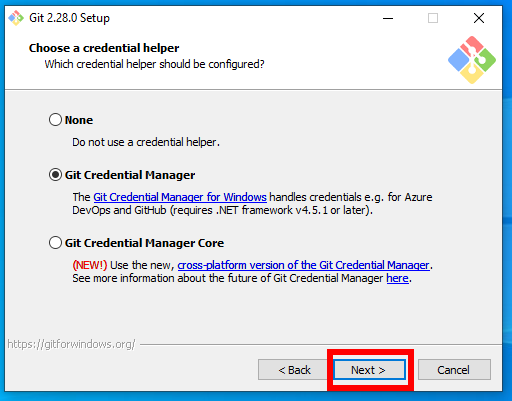 Git 2.28.0 Setup
Choose a credential helper
Which credential helper should be configured?
None
Do not use a credential helper.
Git Credential Manager
The Git Credential Manager for Windows handles credentials e.g. for Azure
DevOps and GitHub (requires .NET framework v4.5.1 or later).
Git Credential Manager Core
(NEW!) Use the new, cross-platform version of the Git Credential Manager.
See more information about the future of Git Credential Manager here.
https://gitforwindows.org/
< Back
Next >
Cancel